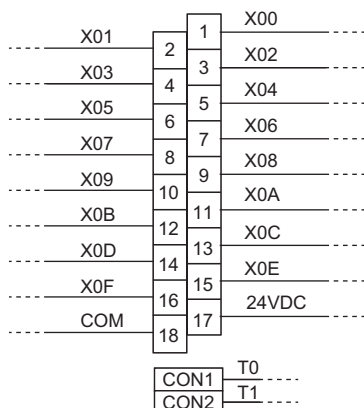 1 X00
X01 2
3 X02
X03 4
5 X04
X05 6
7 X06
X07 8
9 X08
X09 10
11 X0A
X0B 12
13 X0C
X0D 14
15 X0E
X0F 16
17 24VDC
COM 18
CON1 T0
CON2 T1